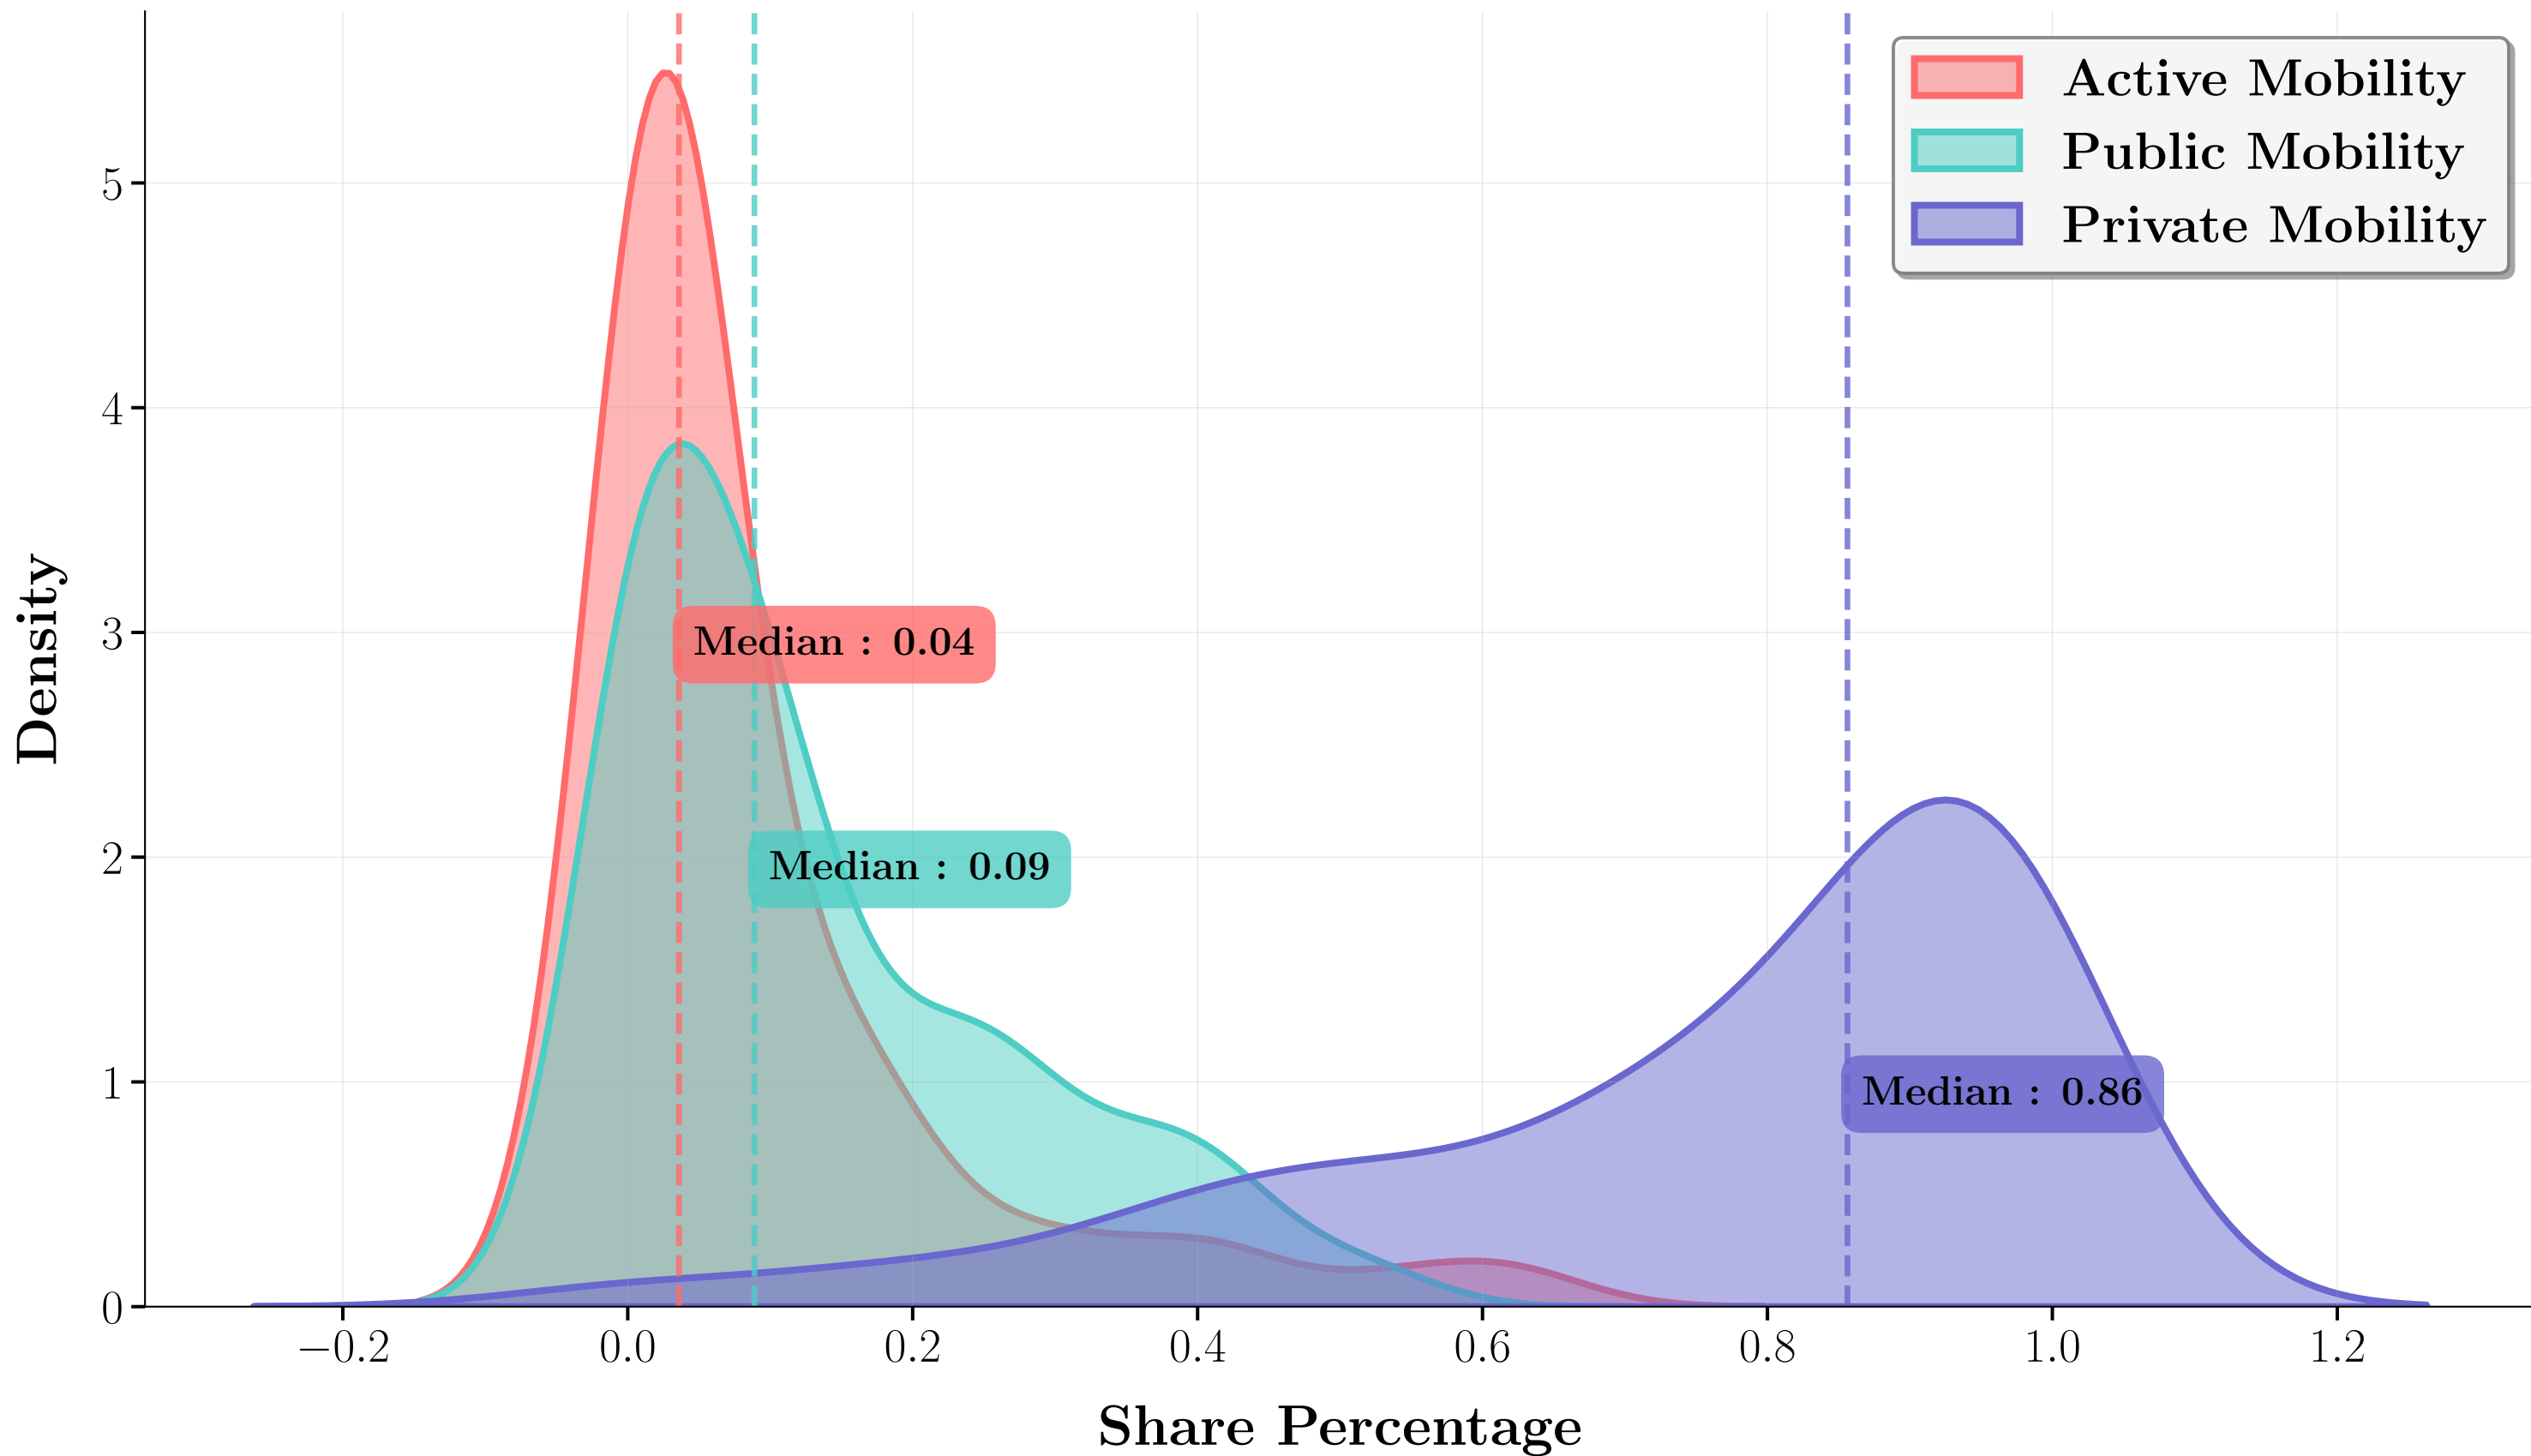 Active Mobility
Public Mobility
Private Mobility
Density
5
4
3
2
1
0
Median : 0.04
Median : 0.09
Median : 0.86
−0.2
0.0
0.2
0.4
0.6
0.8
1.0
1.2
Share Percentage